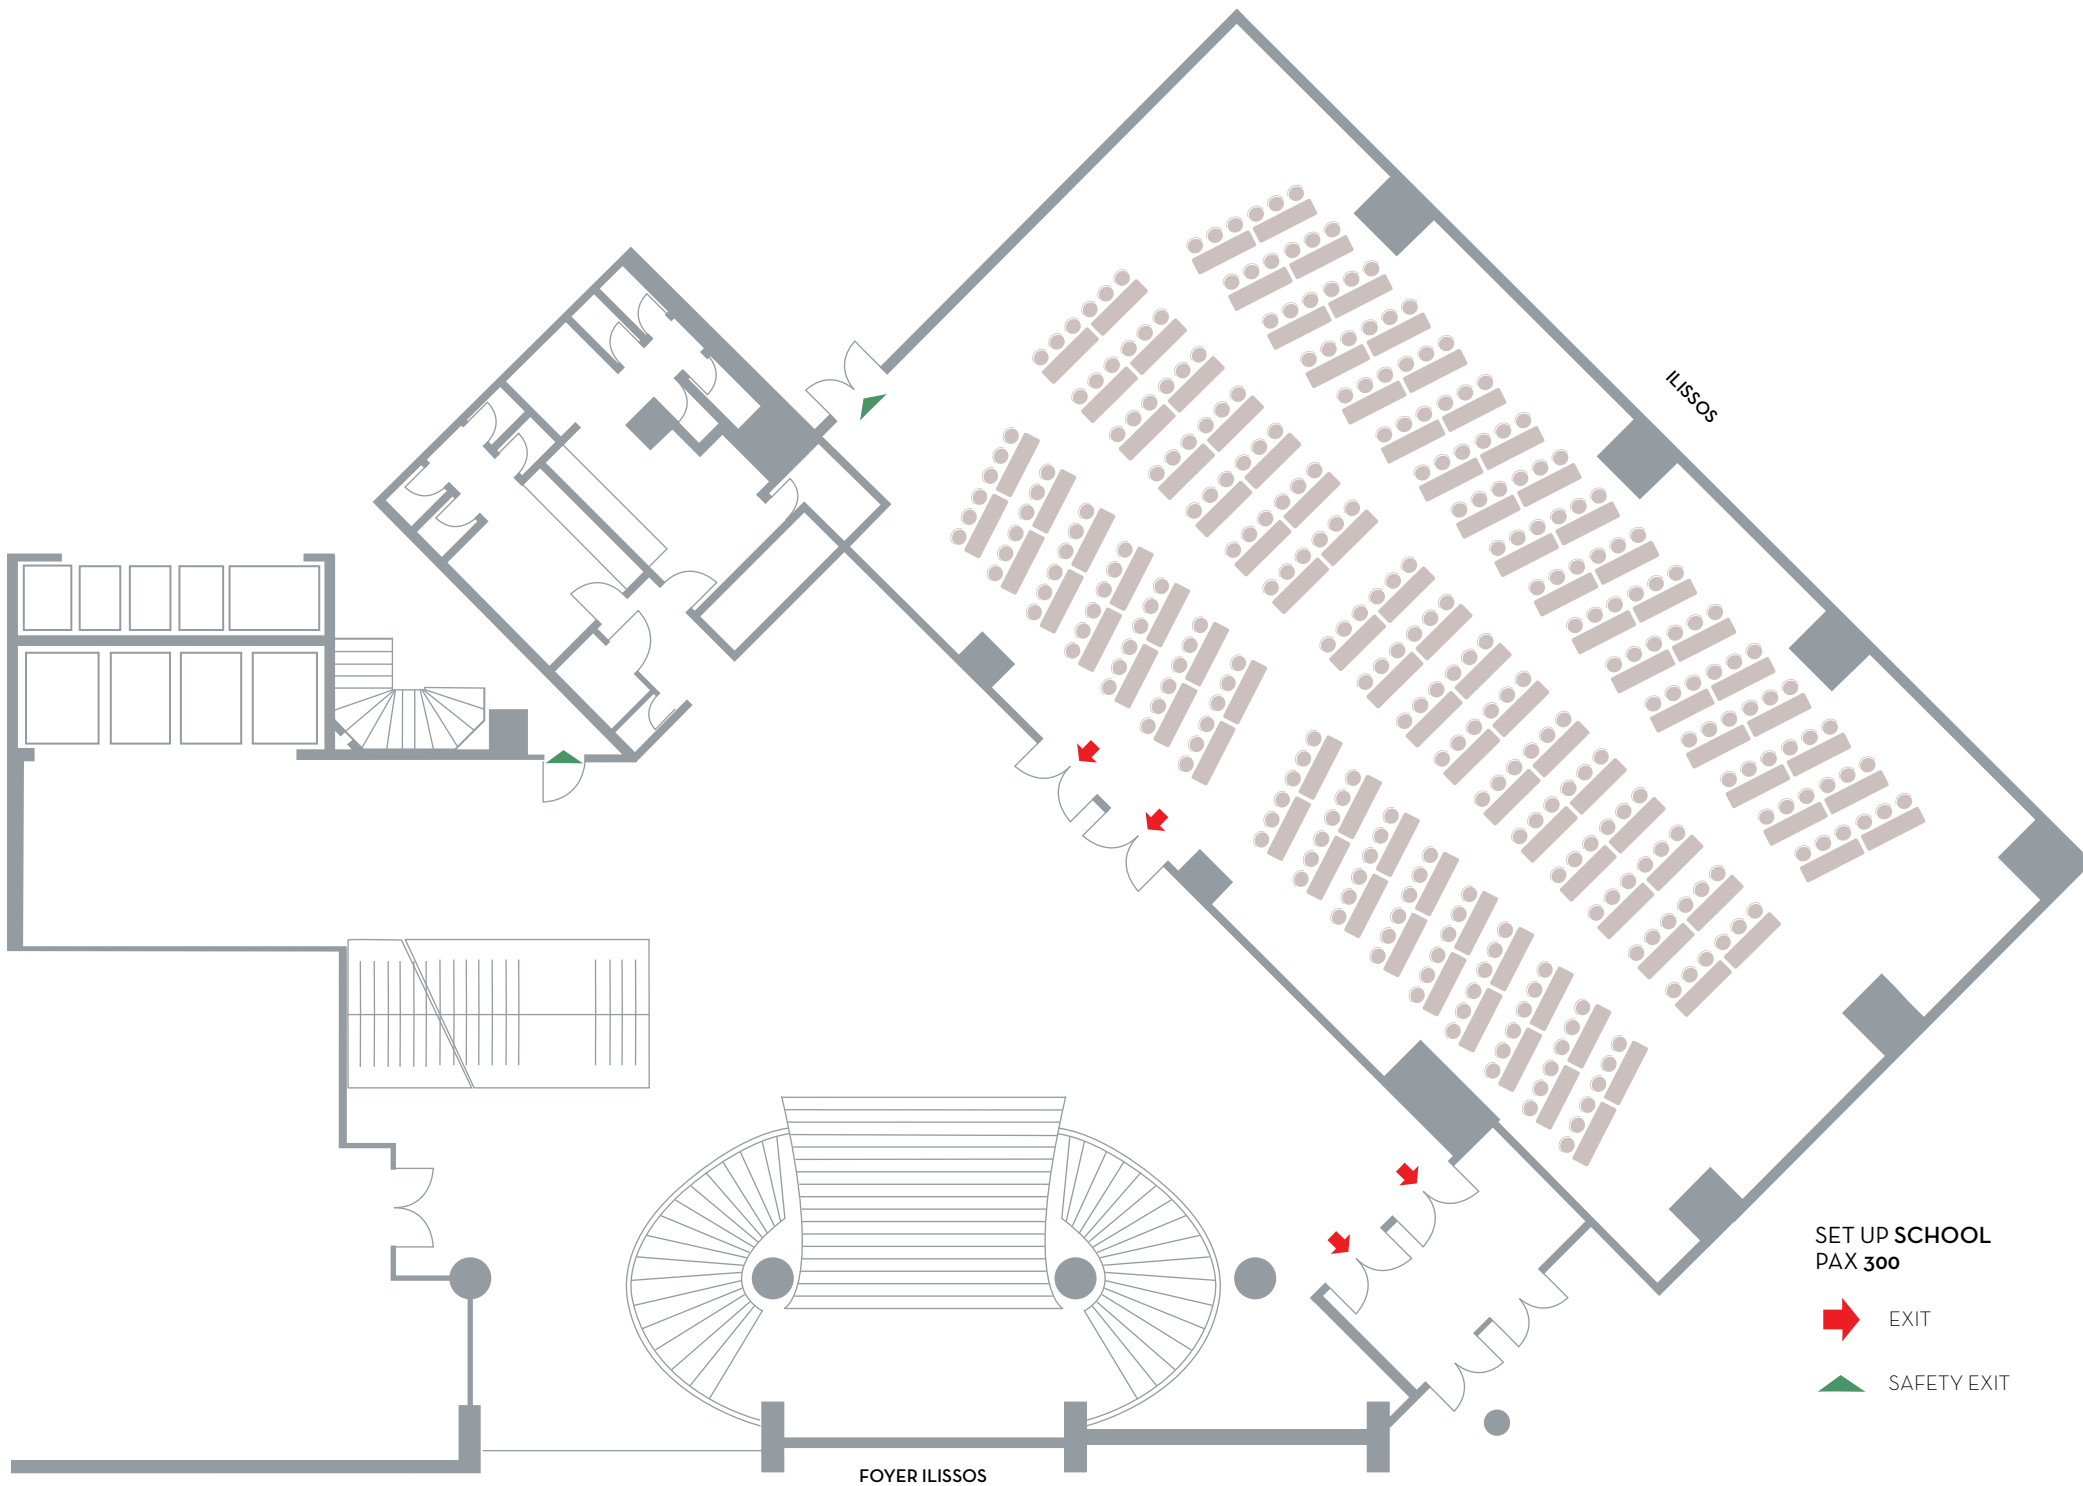 ILISSOS
SET UP SCHOOL
PAX 300
EXIT
SAFETY EXIT
FOYER ILISSOS